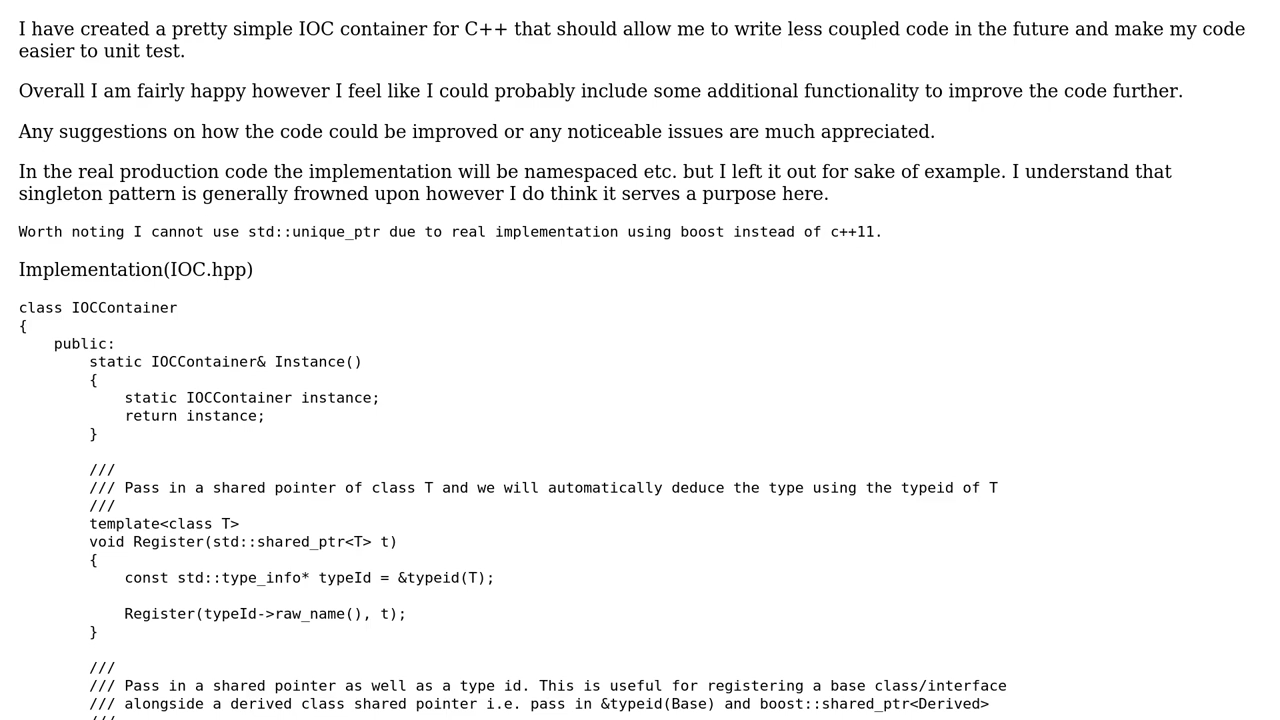 I have created a pretty simple IOC container for C++ that should allow me to write less coupled code in the future and make my code
easier to unit test.
Overall I am fairly happy however I feel like I could probably include some additional functionality to improve the code further.
Any suggestions on how the code could be improved or any noticeable issues are much appreciated.
In the real production code the implementation will be namespaced etc. but I left it out for sake of example. I understand that
singleton pattern is generally frowned upon however I do think it serves a purpose here.
Worth noting I cannot use std::unique_ptr due to real implementation using boost instead of c++11.
Implementation(IOC.hpp)
class IOCContainer
{
    public:
        static IOCContainer& Instance()
        {
            static IOCContainer instance;
            return instance;
        }
        ///
        /// Pass in a shared pointer of class T and we will automatically deduce the type using the typeid of T
        ///
        template<class T>
        void Register(std::shared_ptr<T> t)
        {
            const std::type_info* typeId = &typeid(T);
            Register(typeId->raw_name(), t);
        }
        ///
        /// Pass in a shared pointer as well as a type id. This is useful for registering a base class/interface
        /// alongside a derived class shared pointer i.e. pass in &typeid(Base) and boost::shared_ptr<Derived>
        ///